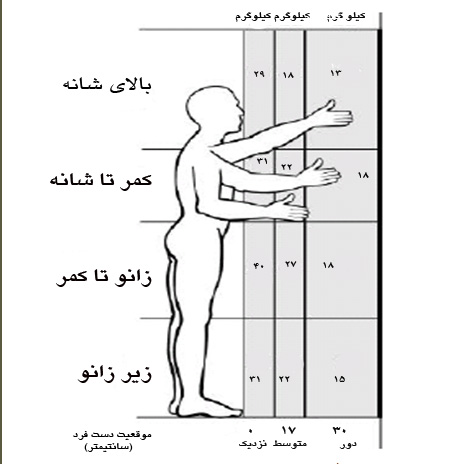 کیلوگرم کیلوگرم کیلو گرم
بالای شانه ۲۹ ۱۸ ۱۳
کمر تا شانه ۳۱ ۲۲ ۱۸
زانو تا کمر ۴۰ ۲۷ ۱۸
زیر زانو ۳۱ ۲۲ ۱۵
موقعیت دست فرد ۰ ۱۷ ۳۰
(سانتیمتر) نزدیک متوسط دور